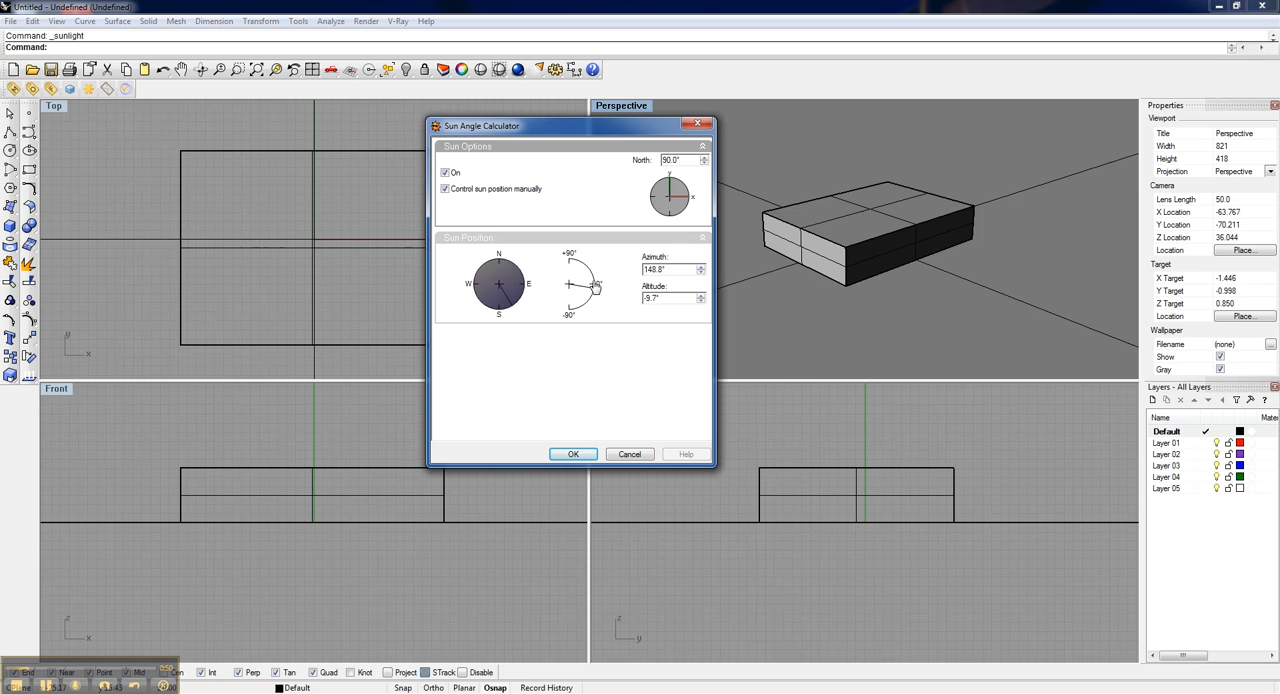 Untitled - Undefined (Undefined)
File Edit View Curve Surface Solid Mesh Dimension Transform Tools Analyze Render V-Ray Help
Command: _sunlight
Command:
Top
Perspective
Sun Angle Calculator
Sun Options
North: 90.0°
On
Control sun position manually
y
x
Sun Position
N
W E
S
+90°
-90°
Azimuth:
148.8°
Altitude:
-9.7°
OK Cancel Help
Properties
Viewport
Title Perspective
Width 821
Height 418
Projection Perspective
Camera
Lens Length 50.0
X Location -63.767
Y Location -70.211
Z Location 36.044
Location Place...
Target
X Target -1.446
Y Target -0.998
Z Target 0.850
Location Place...
Wallpaper
Filename (none)
Show
Gray
Layers - All Layers
Name Mater
Default
Layer 01
Layer 02
Layer 03
Layer 04
Layer 05
y
x
Front
z
x
z
y
End Near Point Mid Cen Int Perp Tan Quad Knot Project STrack Disable
Default Snap Ortho Planar Osnap Record History